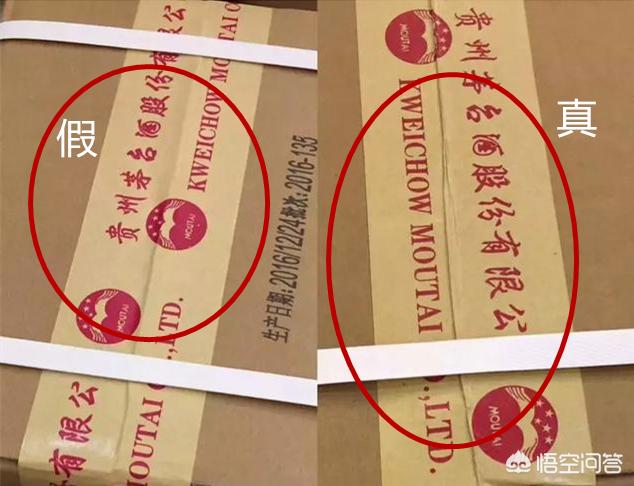 假
贵州茅台酒股份有限
KWEICHOW MOUTAI C
MOUTAI
生产日期:2016/12/24批次:2016-135
MOUTAI
份有限公
MOUTAI C.,LTD.
真
MOUTAI
贵州茅台酒股份有限公
KWEICHOW MOUTAI
.,LTD.
MOUTAI
悟空问答